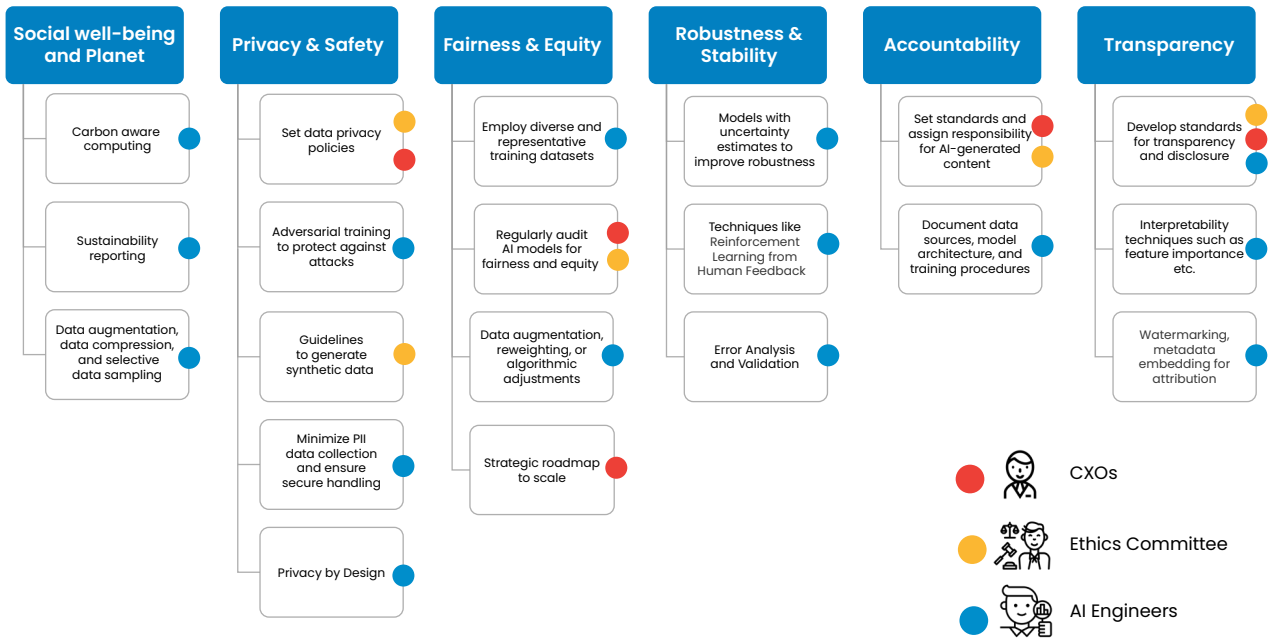 Social well-being
and Planet
Carbon aware
computing
Sustainability
reporting
Data augmentation,
data compression,
and selective
data sampling
Privacy & Safety
Set data privacy
policies
Adversarial training
to protect against
attacks
Guidelines
to generate
synthetic data
Minimize PII
data collection
and ensure
secure handling
Privacy by Design
Fairness & Equity
Employ diverse and
representative
training datasets
Regularly audit
AI models for
fairness and equity
Data augmentation,
reweighting, or
algorithmic
adjustments
Strategic roadmap
to scale
Robustness &
Stability
Models with
uncertainty
estimates to
improve robustness
Techniques like
Reinforcement
Learning from
Human Feedback
Error Analysis
and Validation
Accountability
Set standards and
assign responsibility
for AI-generated
content
Document data
sources, model
architecture, and
training procedures
Transparency
Develop standards
for transparency
and disclosure
Interpretability
techniques such as
feature importance
etc.
Watermarking,
metadata
embedding for
attribution
CXOs
Ethics Committee
AI Engineers